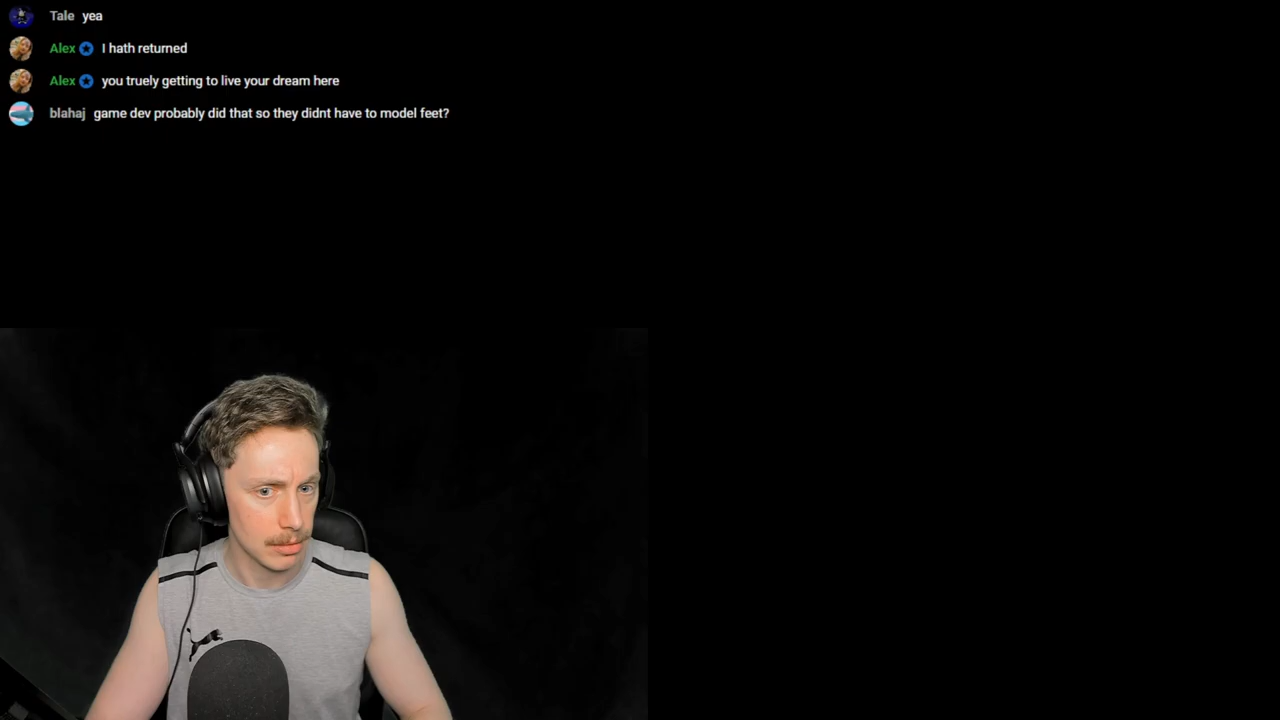 Tale yea
Alex I hath returned
Alex you truely getting to live your dream here
blahaj game dev probably did that so they didnt have to model feet?